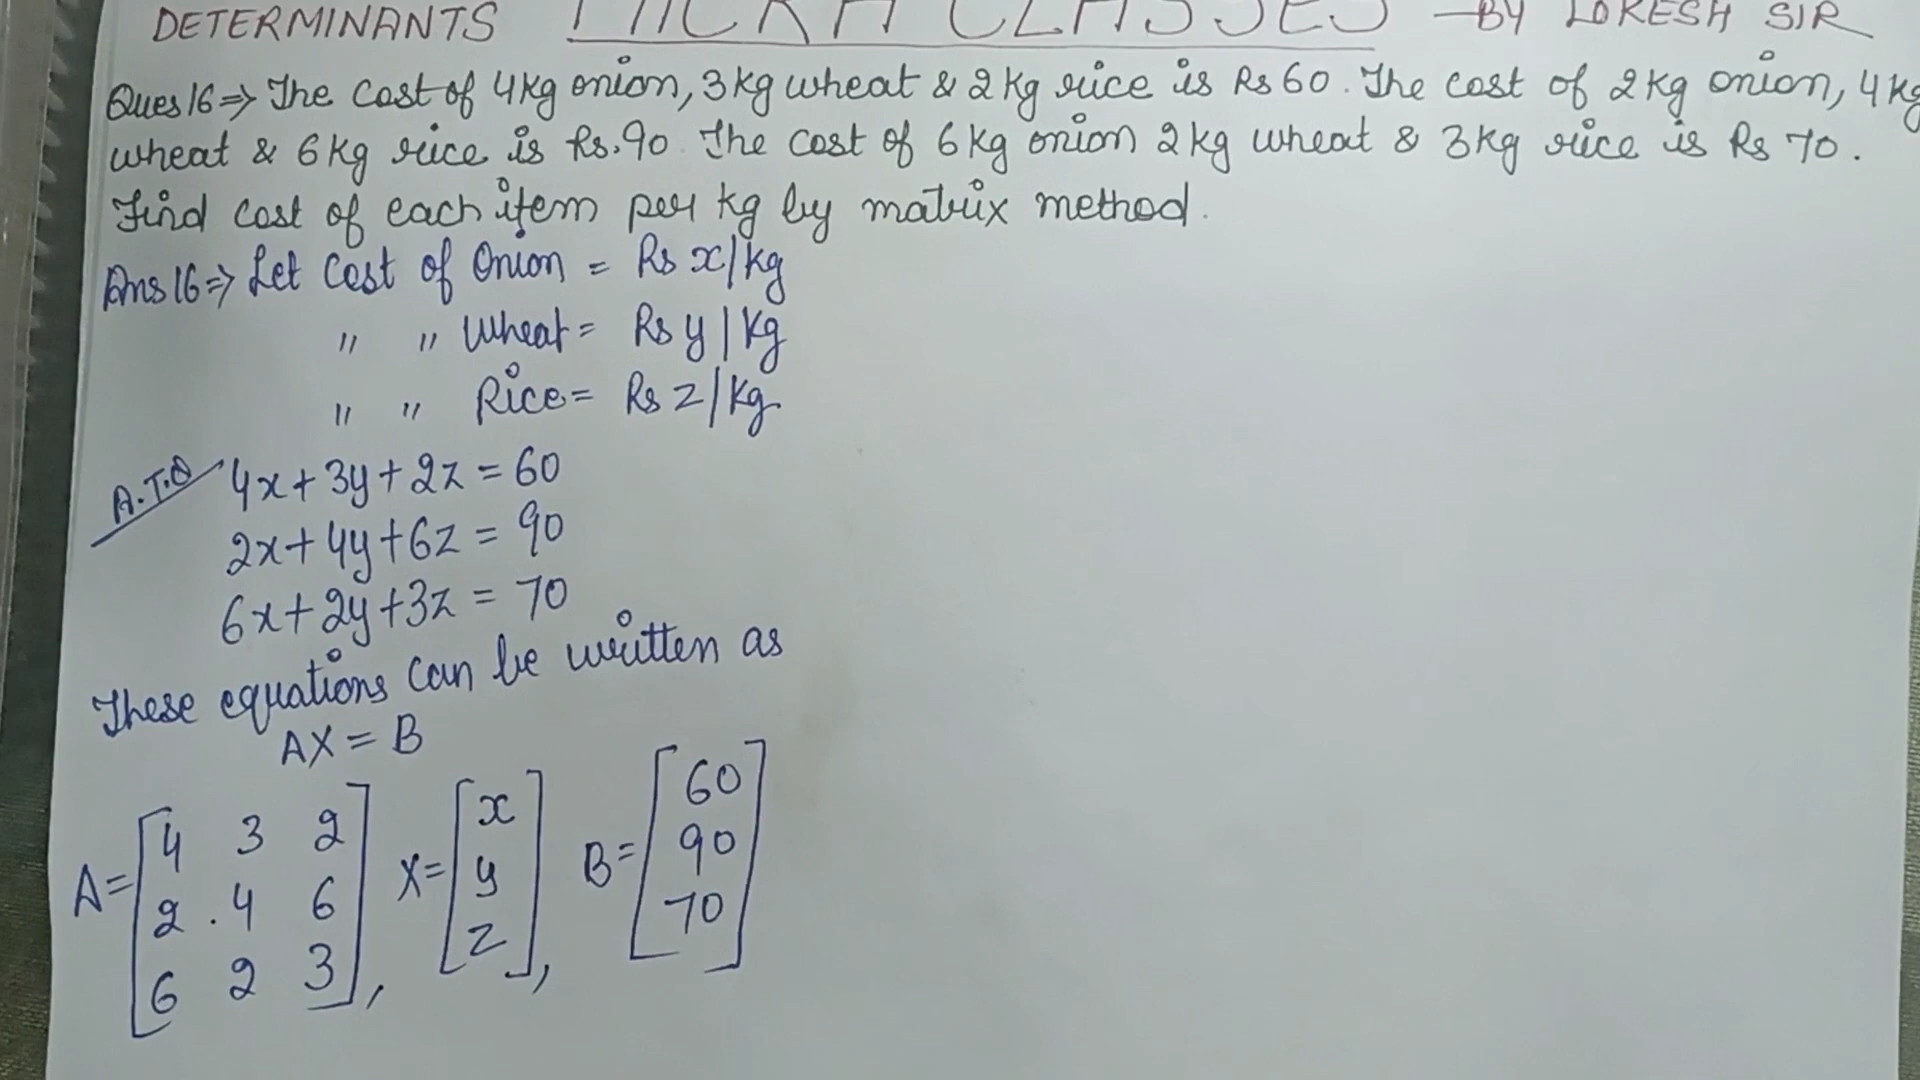 DETERMINANTS CLASSES — BY LOKESH SIR
Ques 16 => The cost of 4 kg onion, 3 kg wheat & 2 kg rice is Rs 60. The cost of 2 kg onion, 4 kg
wheat & 6 kg rice is Rs. 90. The cost of 6 kg onion 2 kg wheat & 3 kg rice is Rs 70.
Find cost of each item per kg by matrix method.
Ans 16 => Let Cost of Onion = Rs x/kg
" " Wheat = Rs y/kg
" " Rice = Rs z/kg
A.T.Q 4x + 3y + 2z = 60
2x + 4y + 6z = 90
6x + 2y + 3z = 70
These equations can be written as
AX = B
A = [4 3 2
2 . 4 6
6 2 3], X = [x
y
z], B = [60
90
70]